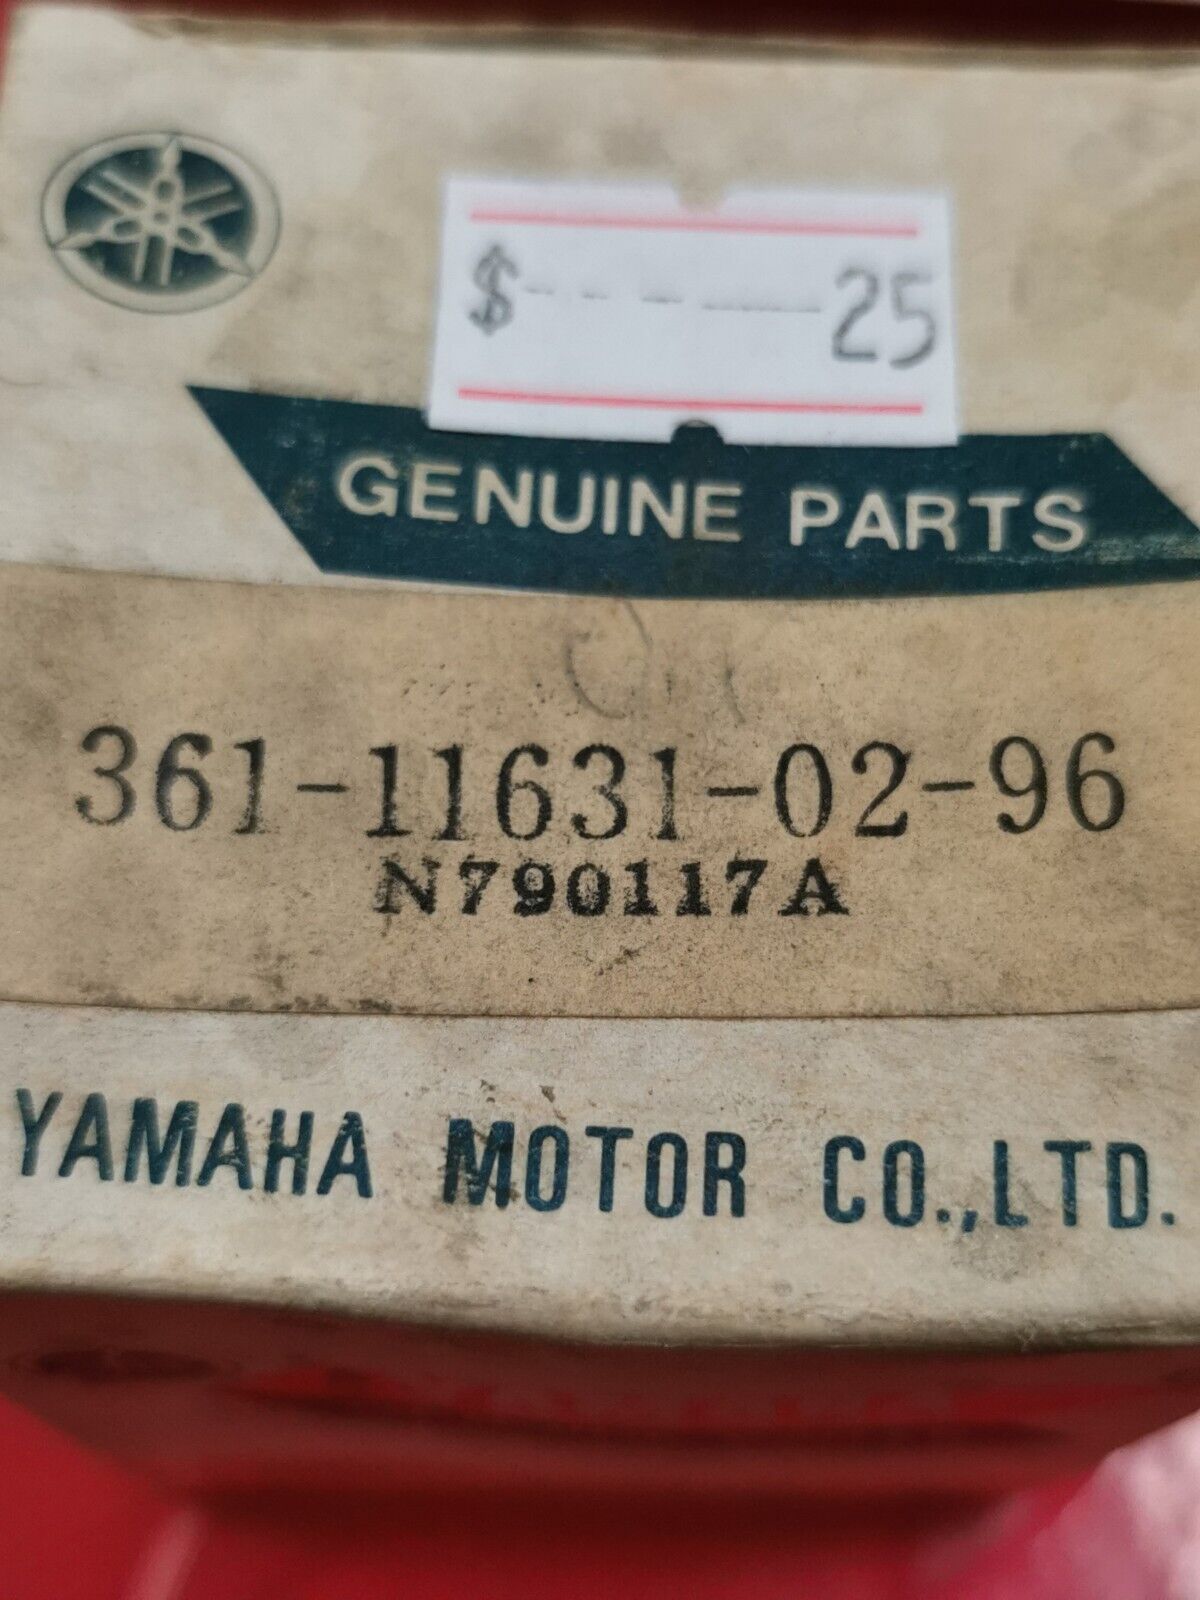 $----- 25
GENUINE PARTS
361-11631-02-96
N790117A
YAMAHA MOTOR CO.,LTD.